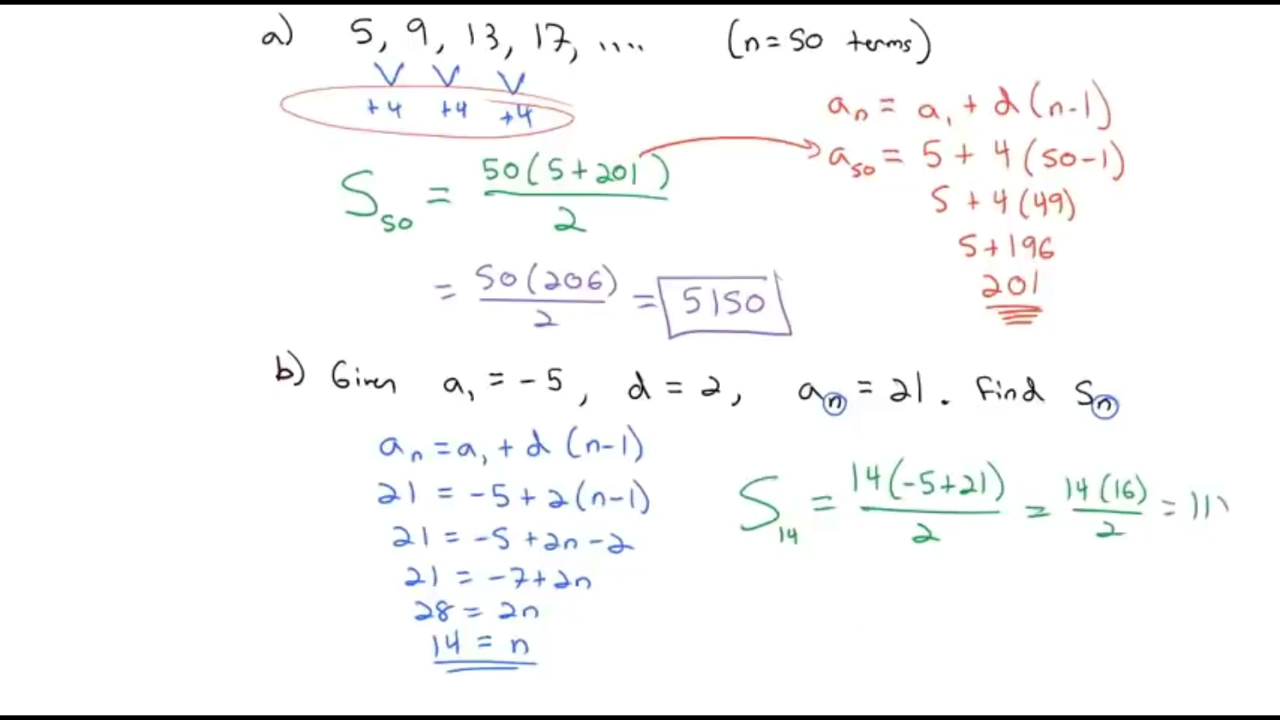 a) 5, 9, 13, 17, .... (n=50 terms)
+4 +4 +4
aₙ = a₁ + d(n-1)
a₅₀ = 5 + 4(50-1)
5 + 4(49)
5+196
201
S₅₀ = 50(5+201)/2
= 50(206)/2 = 5150
b) Given a₁ = -5, d = 2, aₙ = 21. Find Sₙ
aₙ = a₁ + d(n-1)
21 = -5 + 2(n-1)
21 = -5 + 2n - 2
21 = -7 + 2n
28 = 2n
14 = n
S₁₄ = 14(-5+21)/2 = 14(16)/2 = 11